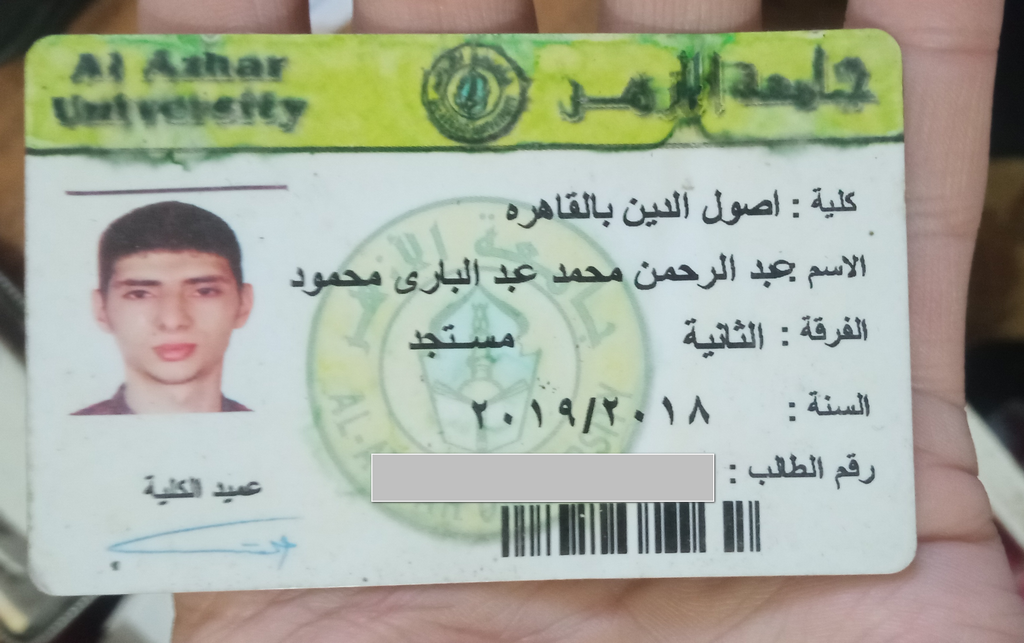 Al Azhar
University
جامعة الازهر
كلية : اصول الدين بالقاهره
الاسم عبد الرحمن محمد عبد البارى محمود
الفرقة : الثانية مستجد
السنة : ٢٠١٩/٢٠١٨
رقم الطالب :
عميد الكلية